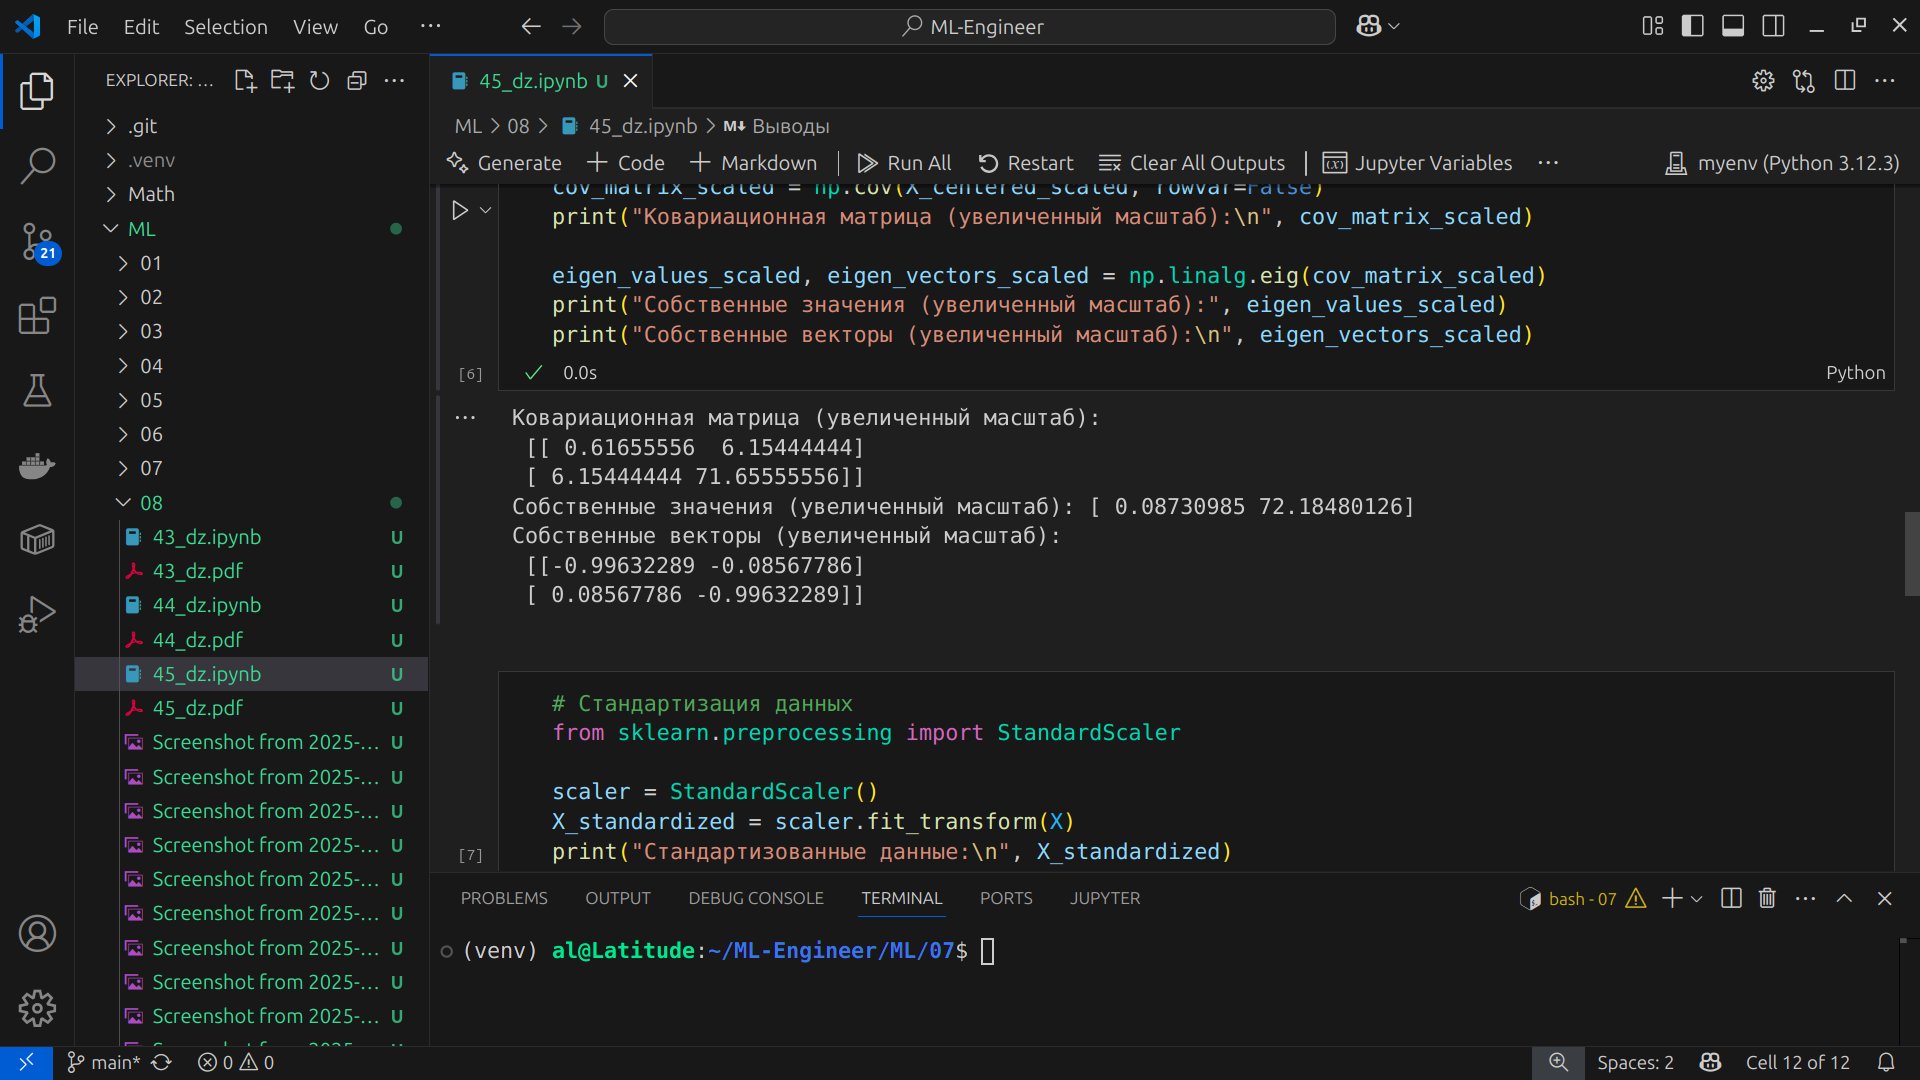 File Edit Selection View Go ···
ML-Engineer
EXPLORER: ...
.git
.venv
Math
ML
01
02
03
04
05
06
07
08
43_dz.ipynb U
43_dz.pdf U
44_dz.ipynb U
44_dz.pdf U
45_dz.ipynb U
45_dz.pdf U
Screenshot from 2025-... U
Screenshot from 2025-... U
Screenshot from 2025-... U
Screenshot from 2025-... U
Screenshot from 2025-... U
Screenshot from 2025-... U
Screenshot from 2025-... U
Screenshot from 2025-... U
Screenshot from 2025-... U
21
45_dz.ipynb U
ML > 08 > 45_dz.ipynb > M↓ Выводы
Generate + Code + Markdown | Run All Restart Clear All Outputs | Jupyter Variables ··· myenv (Python 3.12.3)
cov_matrix_scaled = np.cov(X_centered_scaled, rowvar=False)
print("Ковариационная матрица (увеличенный масштаб):\n", cov_matrix_scaled)
eigen_values_scaled, eigen_vectors_scaled = np.linalg.eig(cov_matrix_scaled)
print("Собственные значения (увеличенный масштаб):", eigen_values_scaled)
print("Собственные векторы (увеличенный масштаб):\n", eigen_vectors_scaled)
[6] ✓ 0.0s Python
Ковариационная матрица (увеличенный масштаб):
[[ 0.61655556 6.15444444]
[ 6.15444444 71.65555556]]
Собственные значения (увеличенный масштаб): [ 0.08730985 72.18480126]
Собственные векторы (увеличенный масштаб):
[[-0.99632289 -0.08567786]
[ 0.08567786 -0.99632289]]
# Стандартизация данных
from sklearn.preprocessing import StandardScaler
scaler = StandardScaler()
X_standardized = scaler.fit_transform(X)
[7] print("Стандартизованные данные:\n", X_standardized)
PROBLEMS OUTPUT DEBUG CONSOLE TERMINAL PORTS JUPYTER
bash - 07
(venv) al@Latitude:~/ML-Engineer/ML/07$
main* 0 0
Spaces: 2 Cell 12 of 12